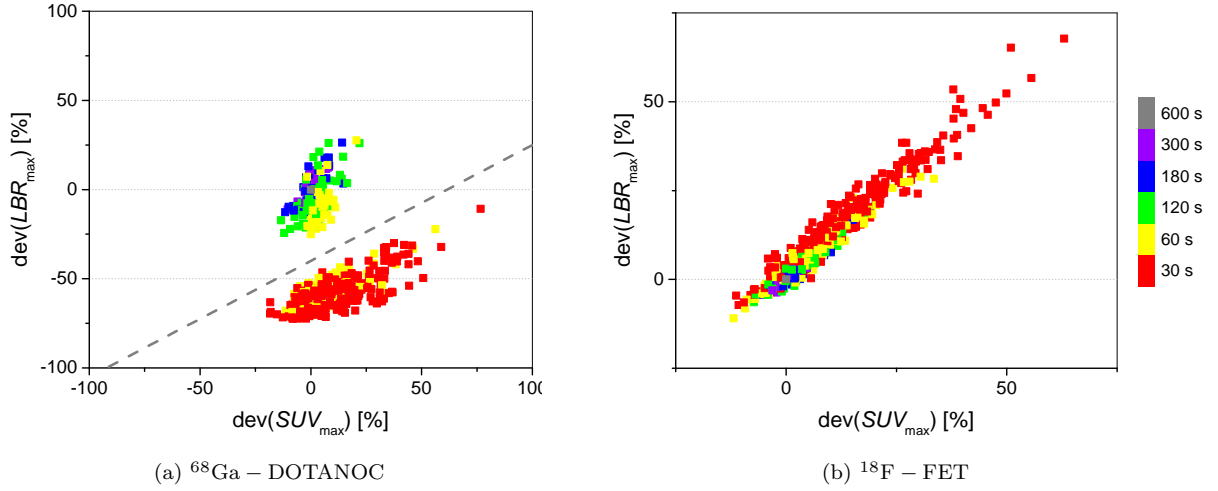 100
50
0
-50
-100
-100
-50
0
50
100
dev(LBRmax) [%]
dev(SUVmax) [%]
(a) ⁶⁸Ga – DOTANOC
50
0
0
50
dev(LBRmax) [%]
dev(SUVmax) [%]
(b) ¹⁸F – FET
600 s
300 s
180 s
120 s
60 s
30 s